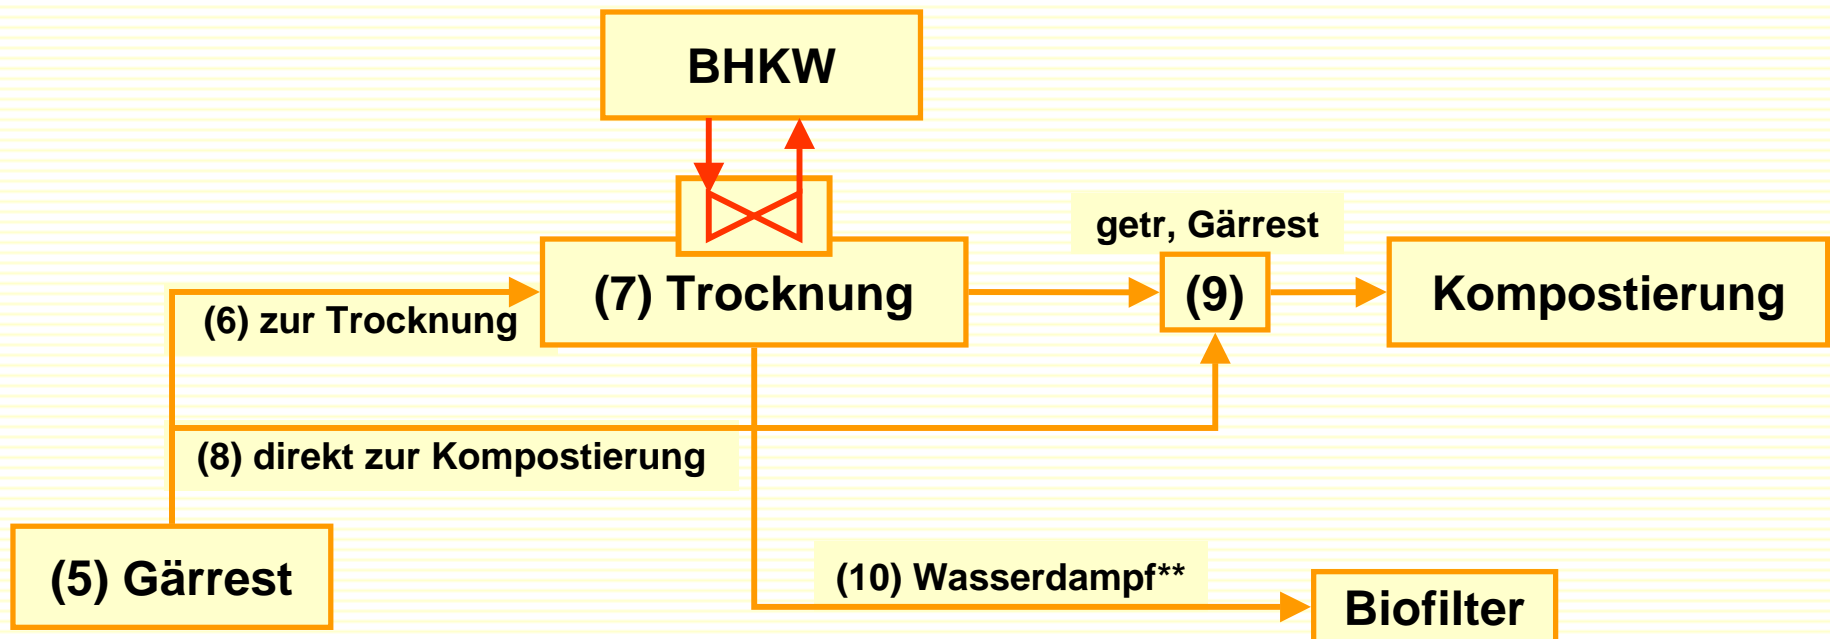 BHKW
getr, Gärrest
(7) Trocknung
(9)
Kompostierung
(6) zur Trocknung
(8) direkt zur Kompostierung
(5) Gärrest
(10) Wasserdampf**
Biofilter